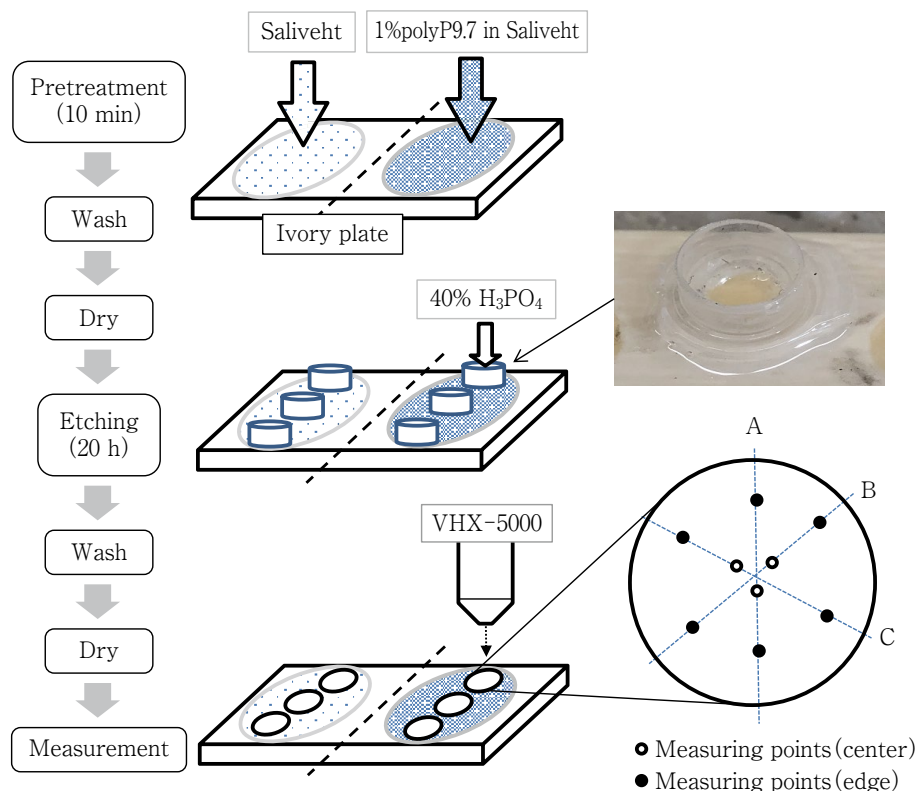 Saliveht
1%polyP9.7 in Saliveht
Pretreatment
(10 min)
Wash
Ivory plate
Dry
40% H₃PO₄
Etching
(20 h)
A
B
VHX-5000
Wash
C
Dry
Measurement
Measuring points (center)
Measuring points (edge)